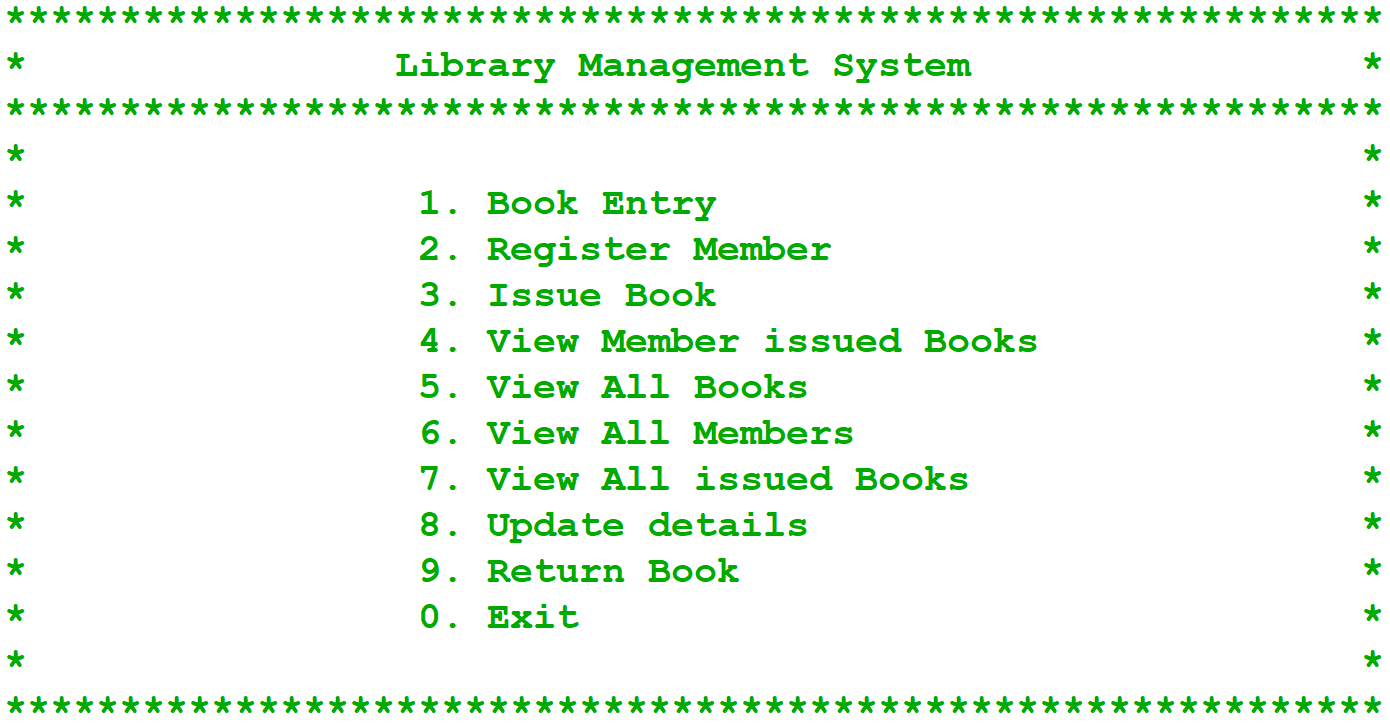 ************************************************************
*                Library Management System                 *
************************************************************
*                                                          *
*                 1. Book Entry                            *
*                 2. Register Member                       *
*                 3. Issue Book                            *
*                 4. View Member issued Books              *
*                 5. View All Books                        *
*                 6. View All Members                      *
*                 7. View All issued Books                 *
*                 8. Update details                        *
*                 9. Return Book                           *
*                 0. Exit                                  *
*                                                          *
************************************************************